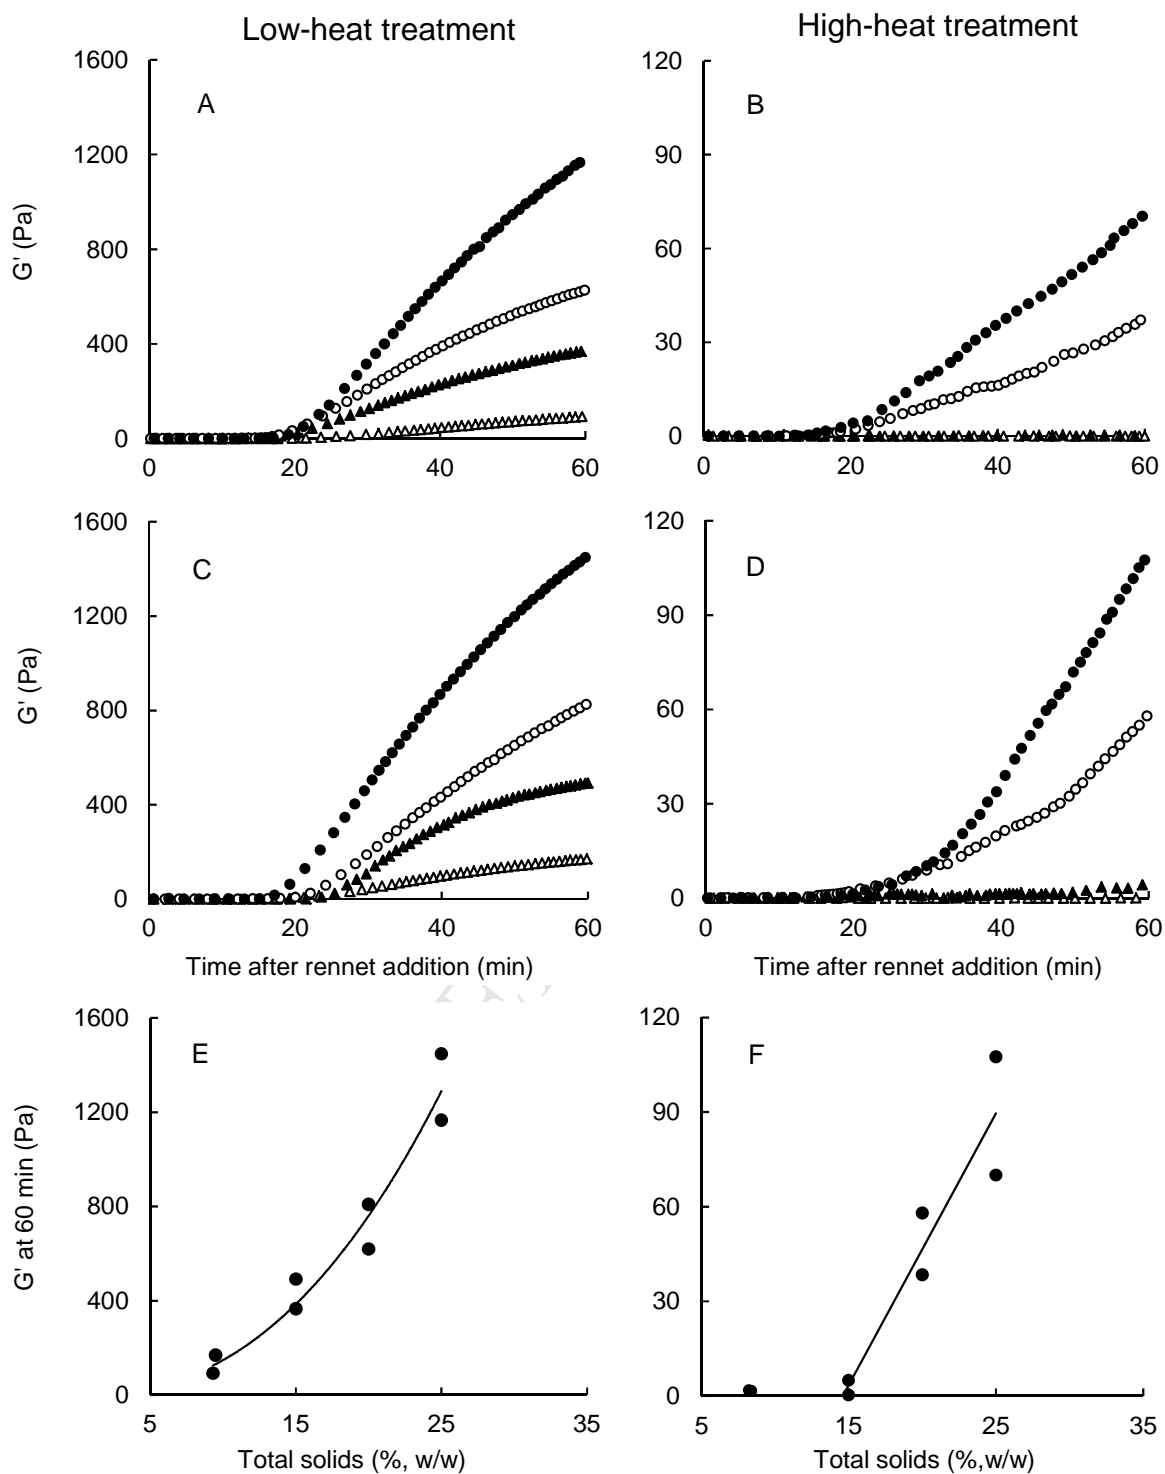 Low-heat treatment
High-heat treatment
1600
1200
800
400
0
0 20 40 60
G' (Pa)
A
120
90
60
30
0
0 20 40 60
B
1600
1200
800
400
0
0 20 40 60
G' (Pa)
C
Time after rennet addition (min)
120
90
60
30
0
0 20 40 60
D
Time after rennet addition (min)
1600
1200
800
400
0
5 15 25 35
G' at 60 min (Pa)
E
Total solids (%, w/w)
120
90
60
30
0
5 15 25 35
F
Total solids (%,w/w)